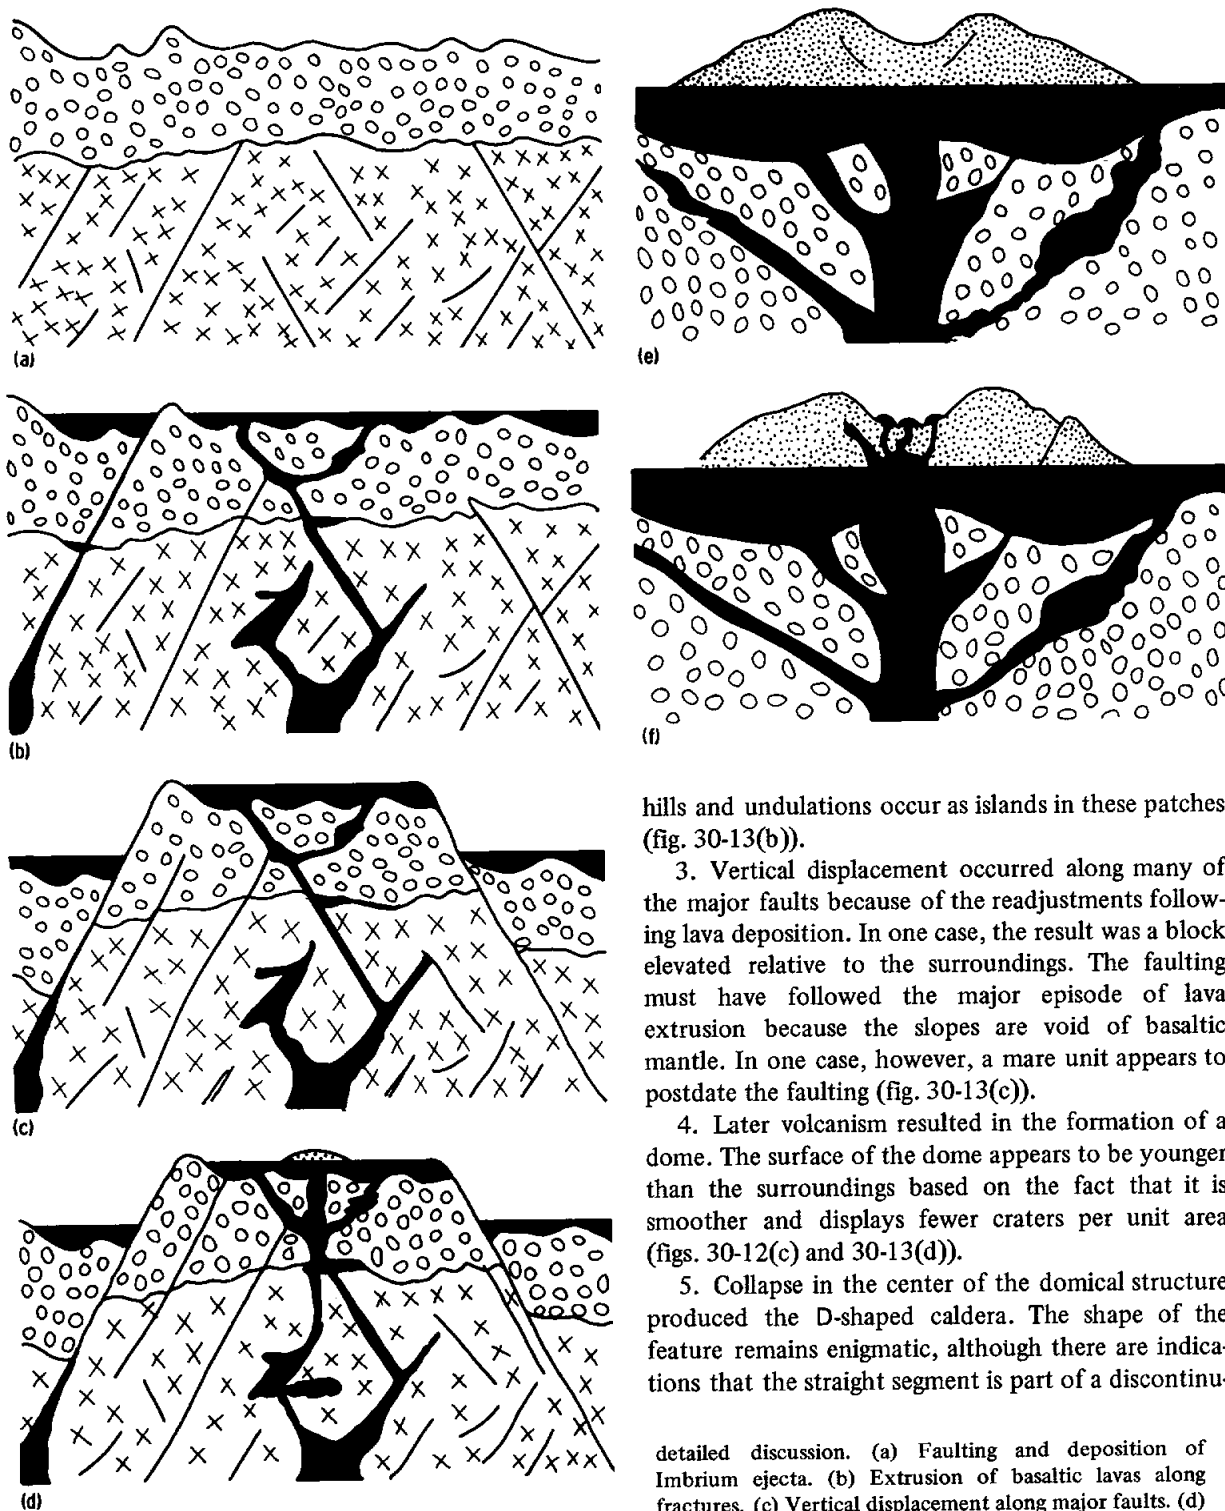 (a)
(b)
(c)
(d)
(e)
(f)
hills and undulations occur as islands in these patches
(fig. 30-13(b)).
3. Vertical displacement occurred along many of
the major faults because of the readjustments follow-
ing lava deposition. In one case, the result was a block
elevated relative to the surroundings. The faulting
must have followed the major episode of lava
extrusion because the slopes are void of basaltic
mantle. In one case, however, a mare unit appears to
postdate the faulting (fig. 30-13(c)).
4. Later volcanism resulted in the formation of a
dome. The surface of the dome appears to be younger
than the surroundings based on the fact that it is
smoother and displays fewer craters per unit area
(figs. 30-12(c) and 30-13(d)).
5. Collapse in the center of the domical structure
produced the D-shaped caldera. The shape of the
feature remains enigmatic, although there are indica-
tions that the straight segment is part of a discontinu-
detailed discussion. (a) Faulting and deposition of
Imbrium ejecta. (b) Extrusion of basaltic lavas along
fractures. (c) Vertical displacement along major faults. (d)